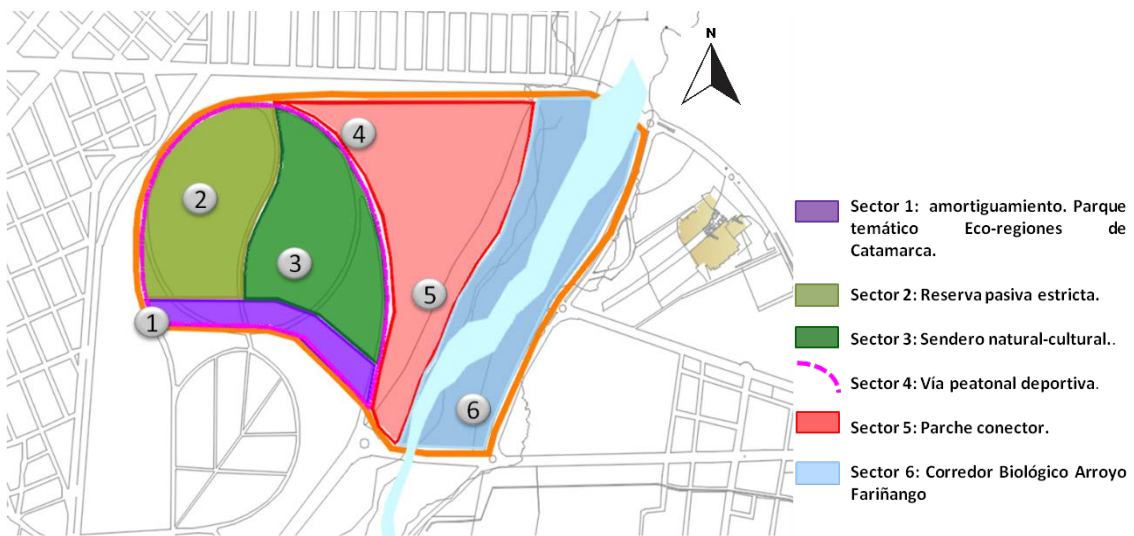 N
4
2
3
5
1
6
Sector 1: amortiguamiento. Parque
temático Eco-regiones de
Catamarca.
Sector 2: Reserva pasiva estricta.
Sector 3: Sendero natural-cultural..
Sector 4: Vía peatonal deportiva.
Sector 5: Parche conector.
Sector 6: Corredor Biológico Arroyo
Fariñango